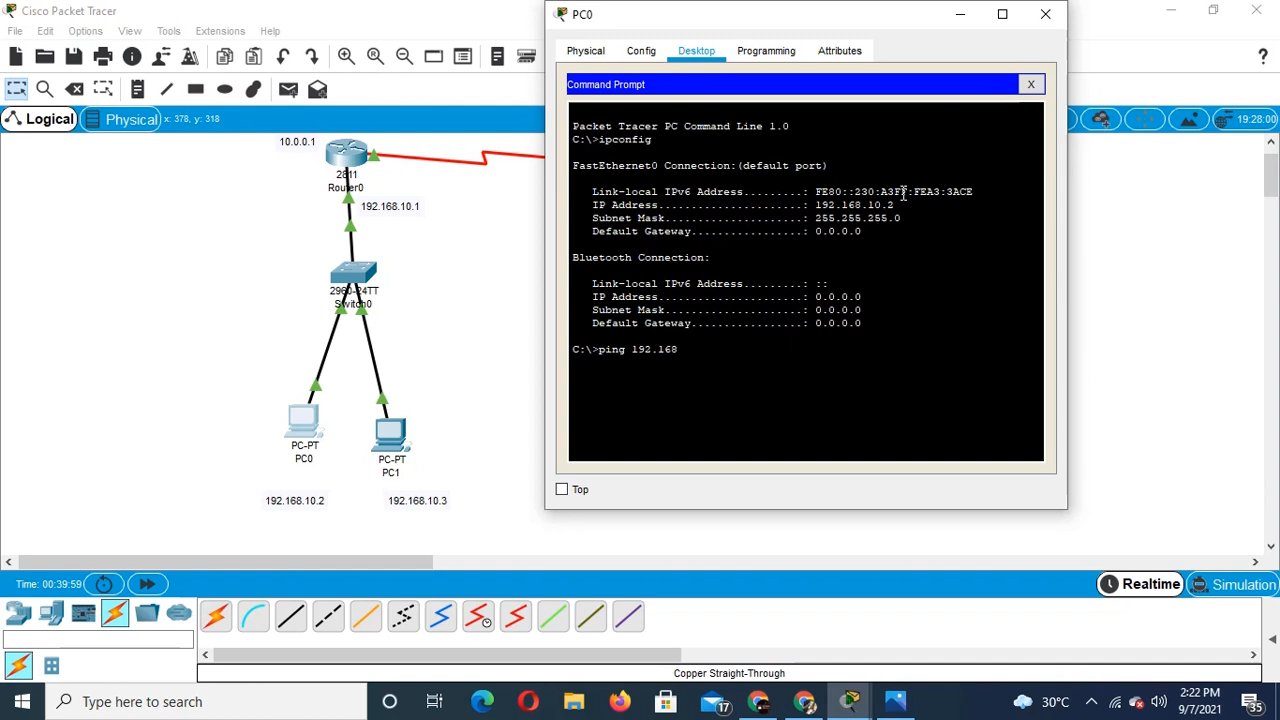 Cisco Packet Tracer
File Edit Options View Tools Extensions Help
Logical
Physical
x: 378, y: 318
19:28:00
10.0.0.1
2811
Router0
192.168.10.1
2960-24TT
Switch0
PC-PT
PC0
PC-PT
PC1
192.168.10.2
192.168.10.3
PC0
Physical Config Desktop Programming Attributes
Command Prompt
X
Packet Tracer PC Command Line 1.0
C:\>ipconfig
FastEthernet0 Connection:(default port)
Link-local IPv6 Address.........: FE80::230:A3FF:FEA3:3ACE
IP Address......................: 192.168.10.2
Subnet Mask.....................: 255.255.255.0
Default Gateway.................: 0.0.0.0
Bluetooth Connection:
Link-local IPv6 Address.........: ::
IP Address......................: 0.0.0.0
Subnet Mask.....................: 0.0.0.0
Default Gateway.................: 0.0.0.0
C:\>ping 192.168
Top
Time: 00:39:59
Realtime
Simulation
Copper Straight-Through
Type here to search
17
30°C
2:22 PM
9/7/2021
35